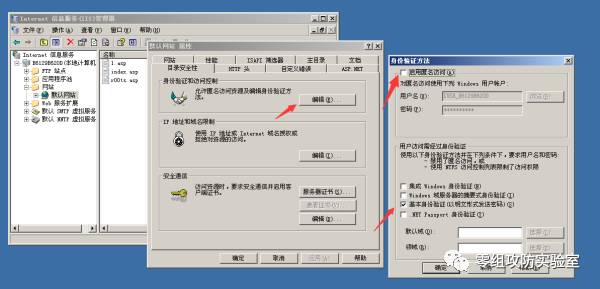 Internet 信息服务(IIS)管理器
文件(F) 操作(A) 查看(V) 窗口(W) 帮助(H)
Internet 信息服务
(本地计算机)
FTP 站点
应用程序池
网站
默认网站
Web 服务扩展
默认 SMTP 虚拟服务
默认 NNTP 虚拟服务
名称
1.asp
index.asp
默认网站 属性
网站 性能 ISAPI 筛选器 主目录 文档
目录安全性 HTTP 头 自定义错误 ASP.NET
身份验证和访问控制
允许匿名访问资源及编辑身份验证方法。
编辑(E)...
IP 地址和域名限制
使用 IP 地址或 Internet 域名授权或
拒绝对资源的访问。
编辑(I)...
安全通信
访问资源时，要求安全通信并启用客户端证书。
服务器证书(S)...
查看证书(V)...
编辑(D)...
确定 取消 应用(A) 帮助
身份验证方法
启用匿名访问(A)
对匿名访问使用下列 Windows 用户帐户:
用户名(U):
浏览(B)...
密码(P): **********
用户访问需经过身份验证
使用以下身份验证方法在下列条件下，要求用户名和密码:
- 禁用了匿名访问，或
- 使用 NTFS 访问控制列表限制了访问权限
集成 Windows 身份验证(N)
Windows 域服务器的摘要式身份验证(I)
基本身份验证(以明文形式发送密码)(S)
.NET Passport 身份验证(T)
默认域(D):
选择(L)...
领域(R):
选择(E)...
确定 取消
零组攻防实验室